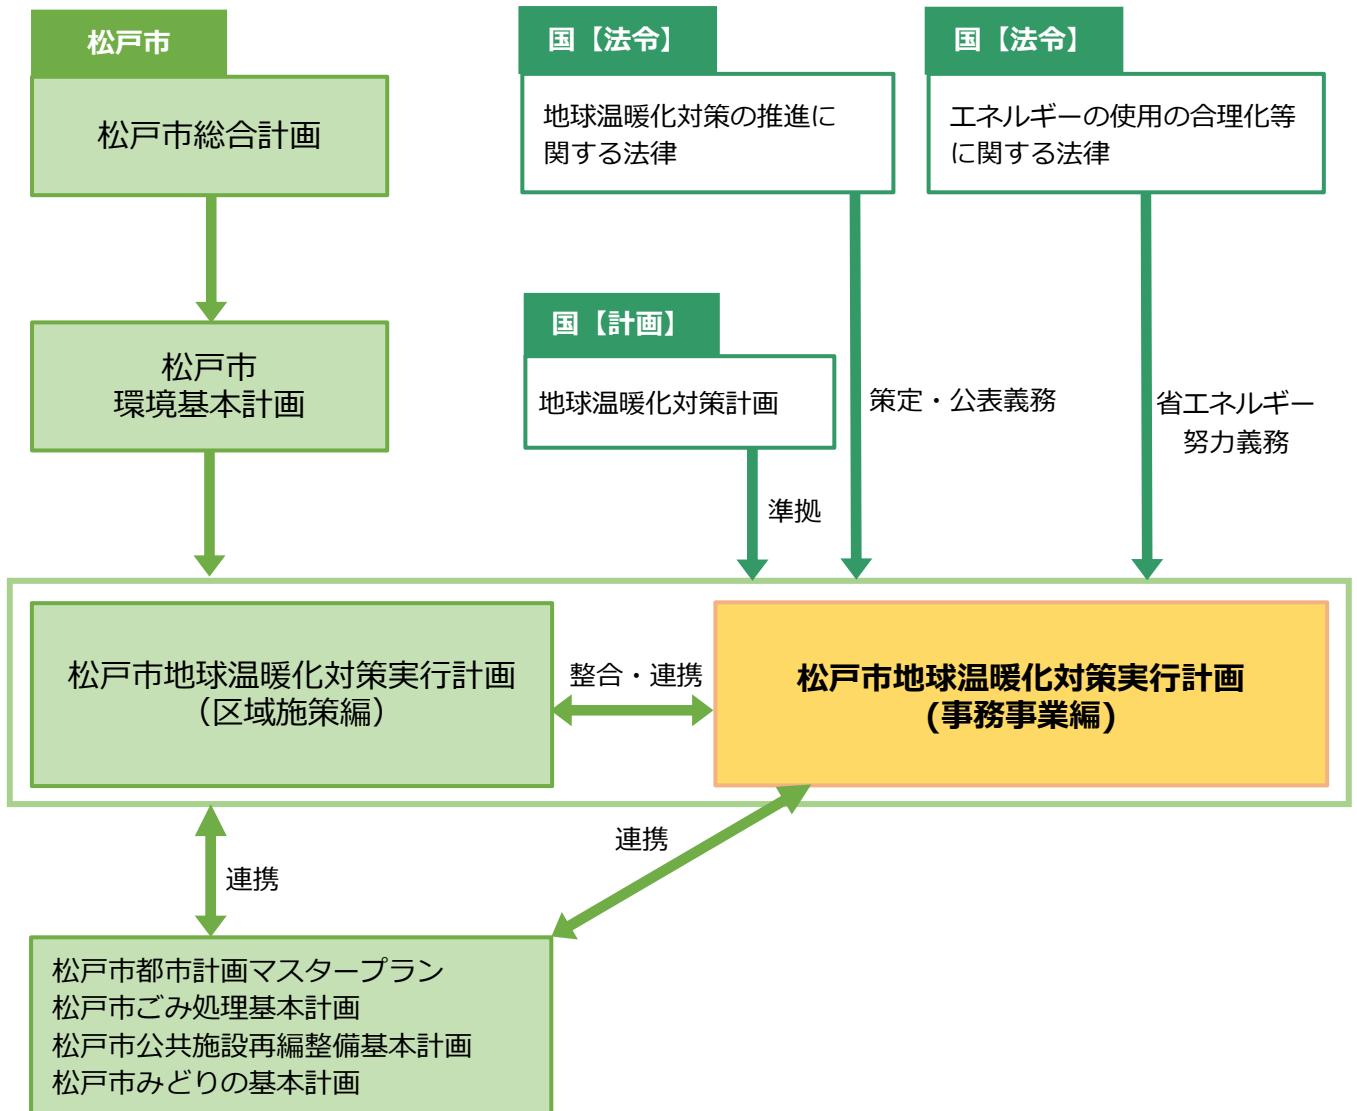 松戸市
松戸市総合計画
国【法令】
地球温暖化対策の推進に
関する法律
国【法令】
エネルギーの使用の合理化等
に関する法律
松戸市
環境基本計画
国【計画】
地球温暖化対策計画
策定・公表義務
省エネルギー
努力義務
準拠
松戸市地球温暖化対策実行計画
（区域施策編）
整合・連携
松戸市地球温暖化対策実行計画
(事務事業編)
連携
連携
松戸市都市計画マスタープラン
松戸市ごみ処理基本計画
松戸市公共施設再編整備基本計画
松戸市みどりの基本計画